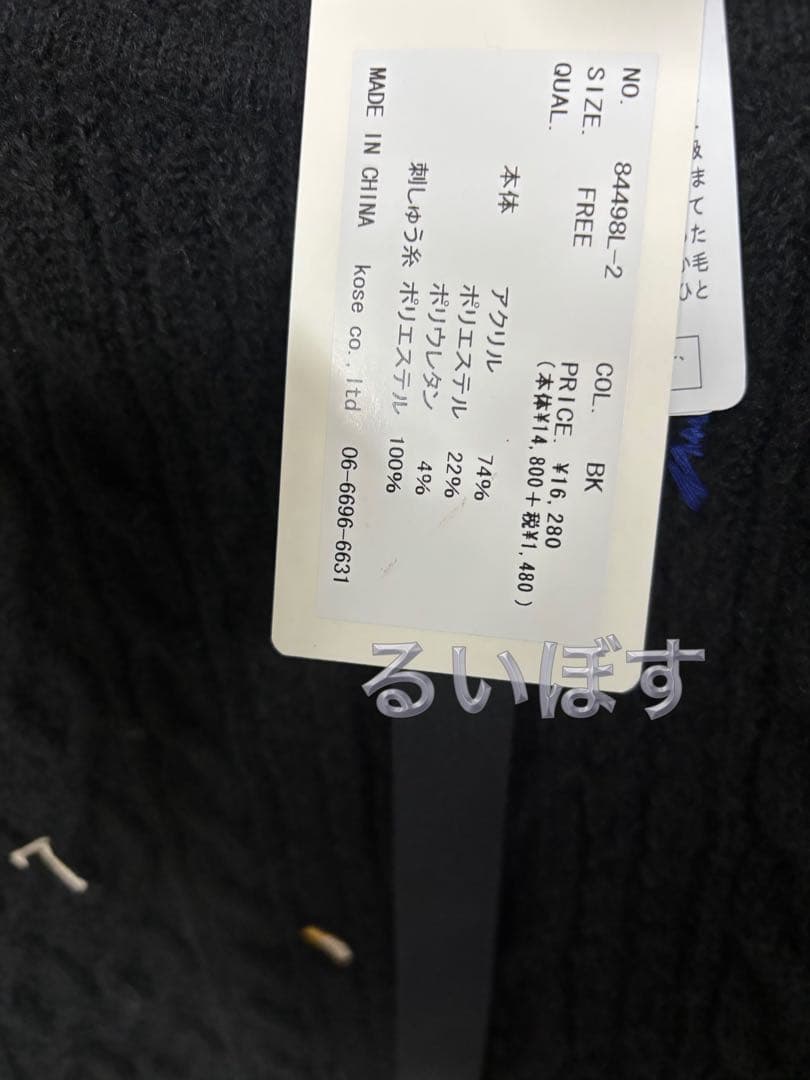 NO. 84498L-2 COL. BK
SIZE. FREE PRICE. ¥16,280
QUAL. (本体¥14,800+税¥1,480)
本体 アクリル 74%
ポリエステル 22%
ポリウレタン 4%
刺しゅう糸 ポリエステル 100%
MADE IN CHINA kose co., ltd 06-6696-6631
るいぼす